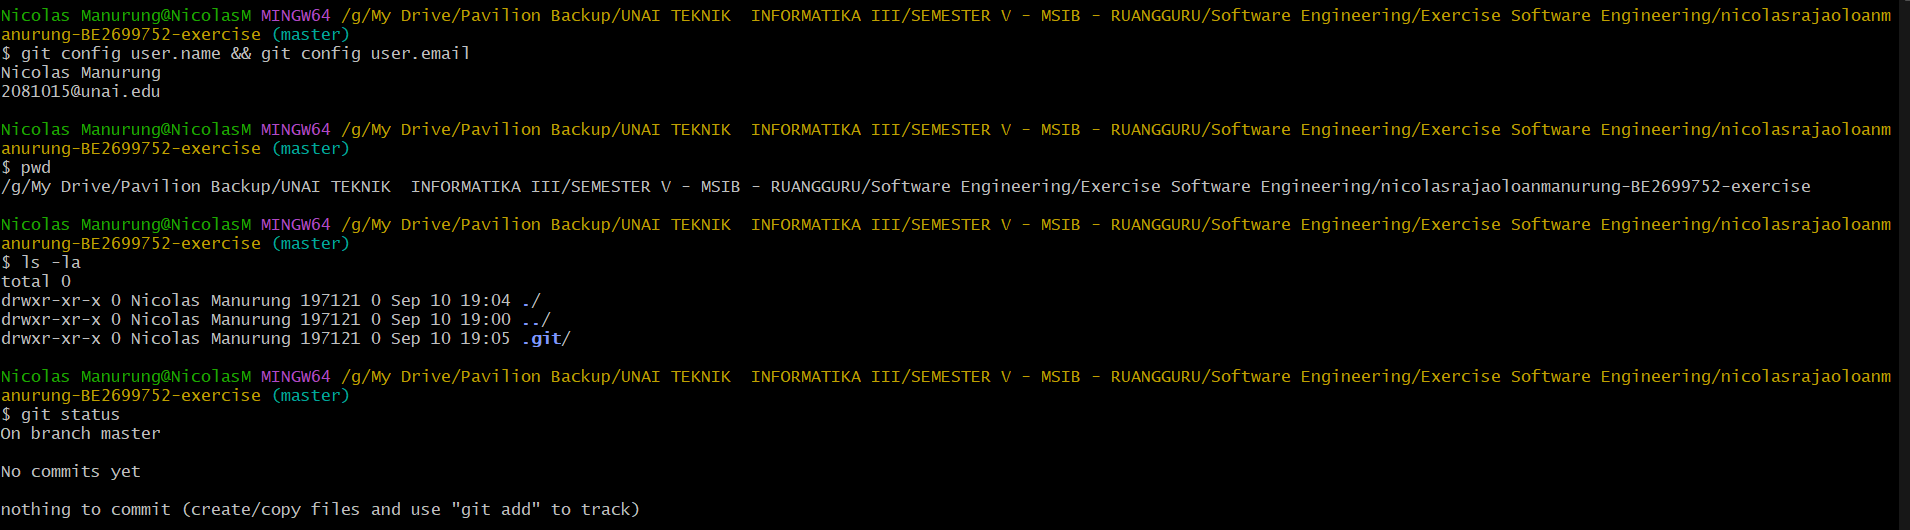 Nicolas Manurung@NicolasM MINGW64 /g/My Drive/Pavilion Backup/UNAI TEKNIK  INFORMATIKA III/SEMESTER V - MSIB - RUANGGURU/Software Engineering/Exercise Software Engineering/nicolasrajaoloanm
anurung-BE2699752-exercise (master)
$ git config user.name && git config user.email
Nicolas Manurung
2081015@unai.edu
Nicolas Manurung@NicolasM MINGW64 /g/My Drive/Pavilion Backup/UNAI TEKNIK  INFORMATIKA III/SEMESTER V - MSIB - RUANGGURU/Software Engineering/Exercise Software Engineering/nicolasrajaoloanm
anurung-BE2699752-exercise (master)
$ pwd
/g/My Drive/Pavilion Backup/UNAI TEKNIK  INFORMATIKA III/SEMESTER V - MSIB - RUANGGURU/Software Engineering/Exercise Software Engineering/nicolasrajaoloanmanurung-BE2699752-exercise
Nicolas Manurung@NicolasM MINGW64 /g/My Drive/Pavilion Backup/UNAI TEKNIK  INFORMATIKA III/SEMESTER V - MSIB - RUANGGURU/Software Engineering/Exercise Software Engineering/nicolasrajaoloanm
anurung-BE2699752-exercise (master)
$ ls -la
total 0
drwxr-xr-x 0 Nicolas Manurung 197121 0 Sep 10 19:04 ./
drwxr-xr-x 0 Nicolas Manurung 197121 0 Sep 10 19:00 ../
drwxr-xr-x 0 Nicolas Manurung 197121 0 Sep 10 19:05 .git/
Nicolas Manurung@NicolasM MINGW64 /g/My Drive/Pavilion Backup/UNAI TEKNIK  INFORMATIKA III/SEMESTER V - MSIB - RUANGGURU/Software Engineering/Exercise Software Engineering/nicolasrajaoloanm
anurung-BE2699752-exercise (master)
$ git status
On branch master
No commits yet
nothing to commit (create/copy files and use "git add" to track)